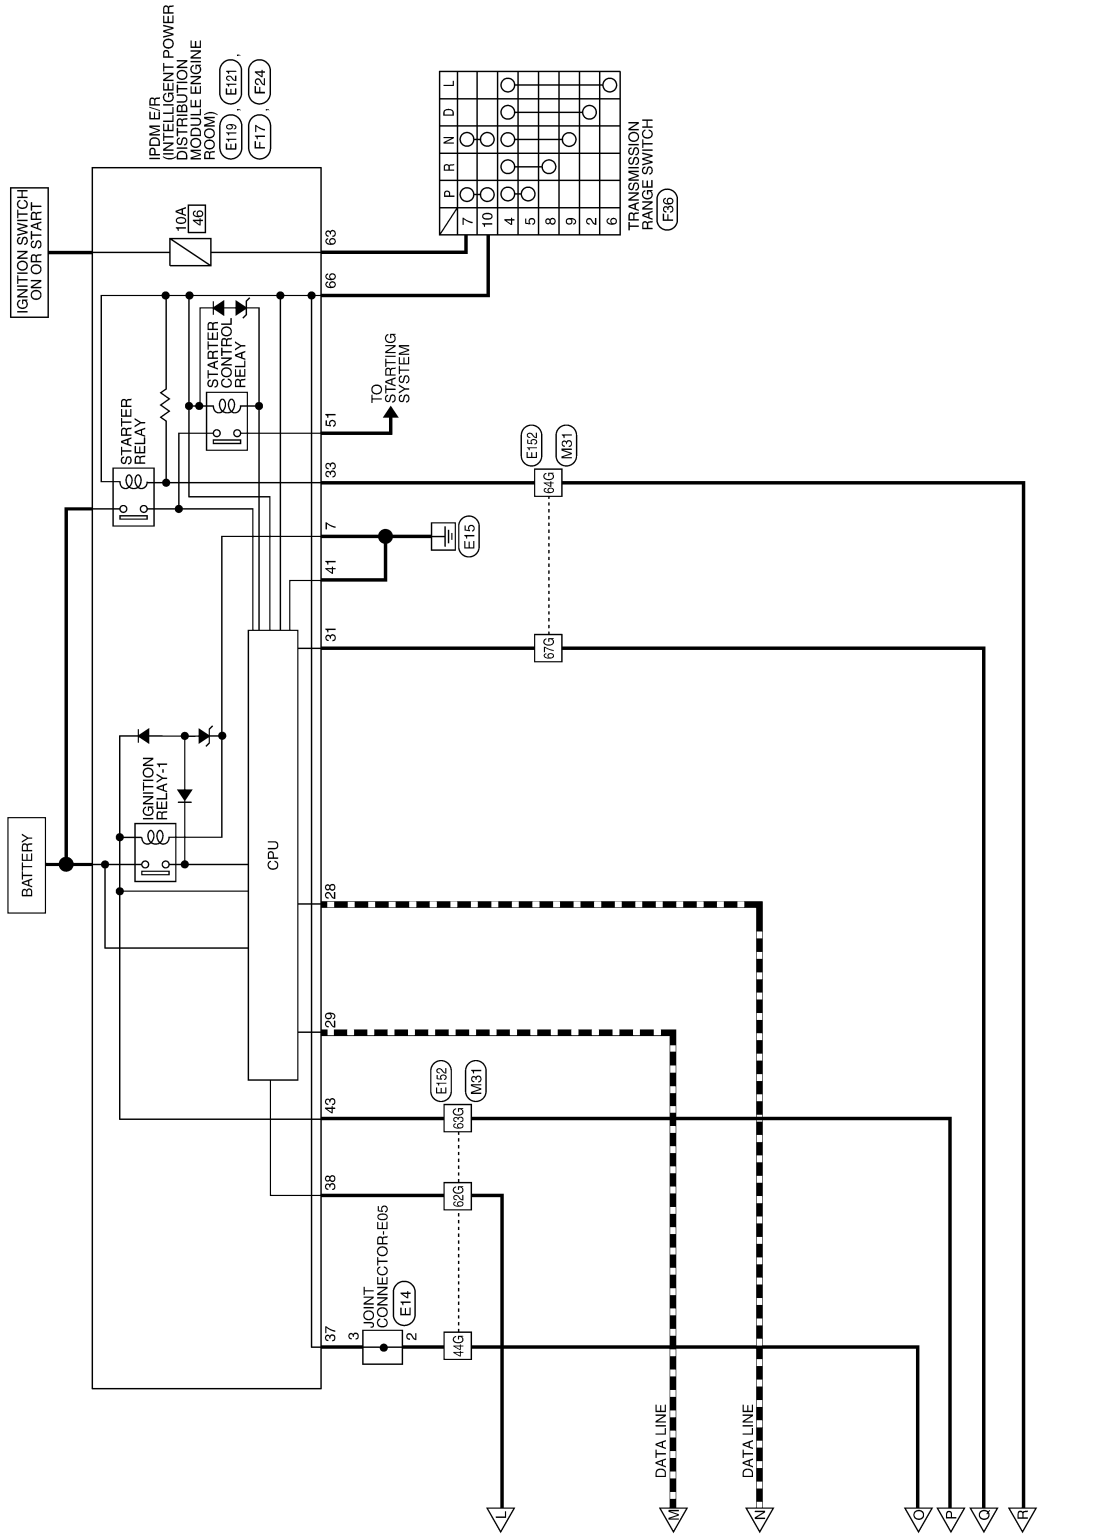 BATTERY
IGNITION SWITCH
ON OR START
IPDM E/R
(INTELLIGENT POWER
DISTRIBUTION
MODULE ENGINE
ROOM)
E119 , E121 ,
F17 , F24
10A
46
IGNITION
RELAY-1
STARTER
RELAY
STARTER
CONTROL
RELAY
CPU
37
38
43
29
28
31
41
7
33
51
66
63
JOINT
CONNECTOR-E05
E14
3
2
44G
62G
63G
E152
M31
E15
TO
STARTING
SYSTEM
67G
64G
E152
M31
P R N D L
7
10
4
5
8
9
2
6
TRANSMISSION
RANGE SWITCH
F36
DATA LINE
DATA LINE
L
M
N
O
P
Q
R